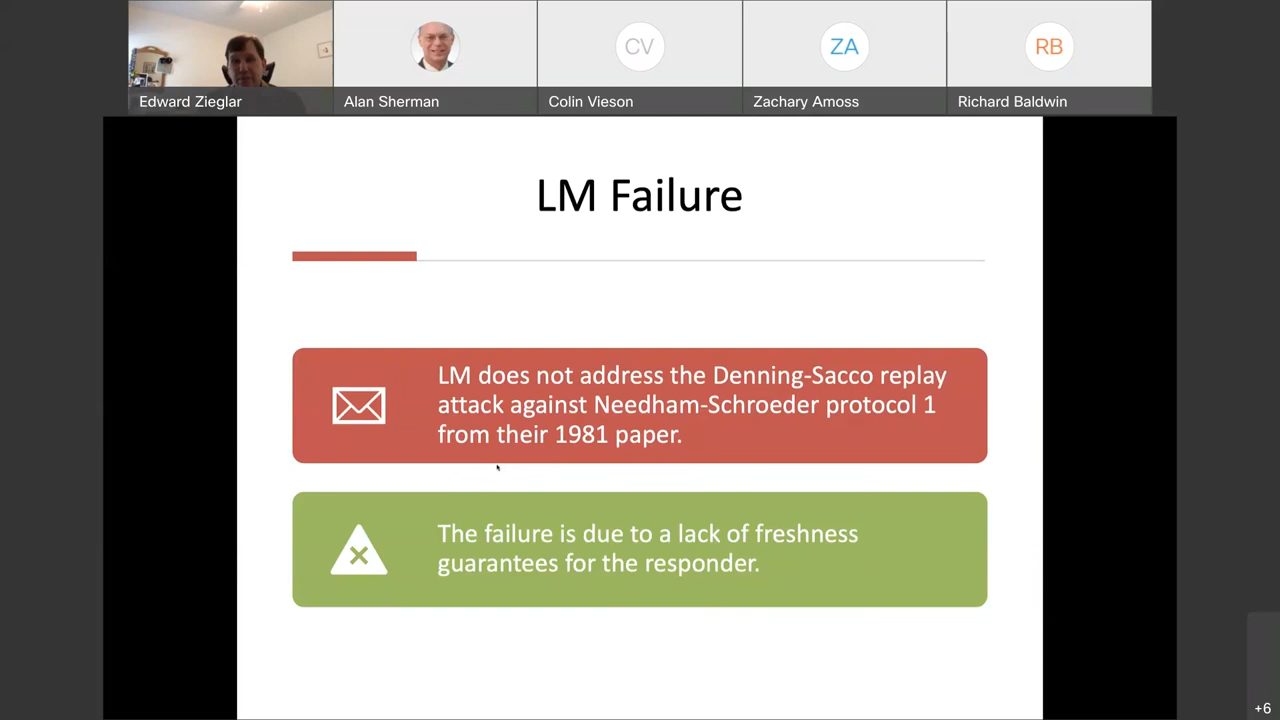 Edward Zieglar
Alan Sherman
CV
Colin Vieson
ZA
Zachary Amoss
RB
Richard Baldwin
LM Failure
LM does not address the Denning-Sacco replay
attack against Needham-Schroeder protocol 1
from their 1981 paper.
The failure is due to a lack of freshness
guarantees for the responder.
+6